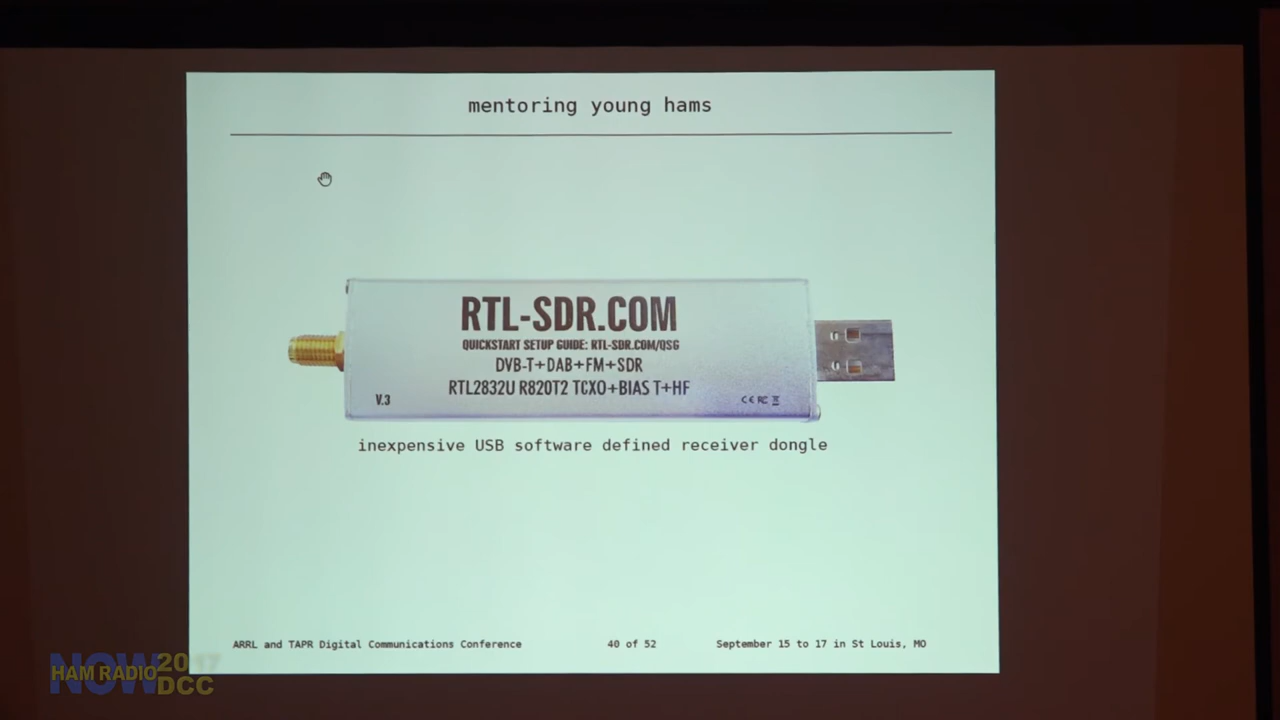 mentoring young hams
RTL-SDR.COM
QUICKSTART SETUP GUIDE: RTL-SDR.COM/QSG
DVB-T+DAB+FM+SDR
RTL2832U R820T2 TCXO+BIAS T+HF
V.3
CE FC
inexpensive USB software defined receiver dongle
ARRL and TAPR Digital Communications Conference
40 of 52
September 15 to 17 in St Louis, MO
HAM RADIO 2017
NOW DCC